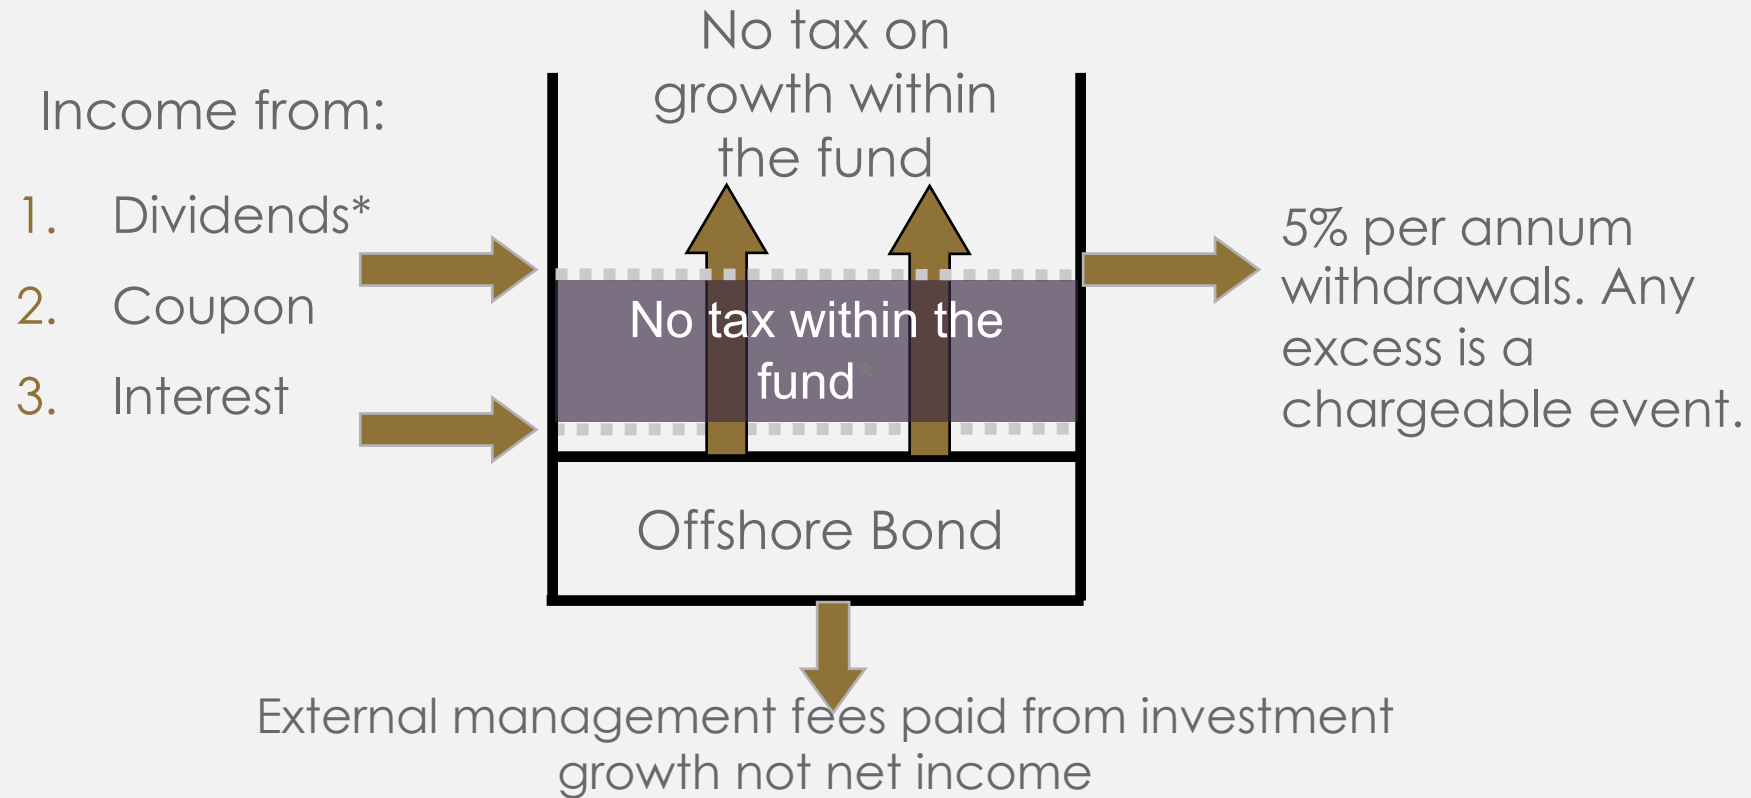 No tax on
growth within
the fund
Income from:
1. Dividends*
2. Coupon
3. Interest
No tax within the
fund*
5% per annum
withdrawals. Any
excess is a
chargeable event.
Offshore Bond
External management fees paid from investment
growth not net income